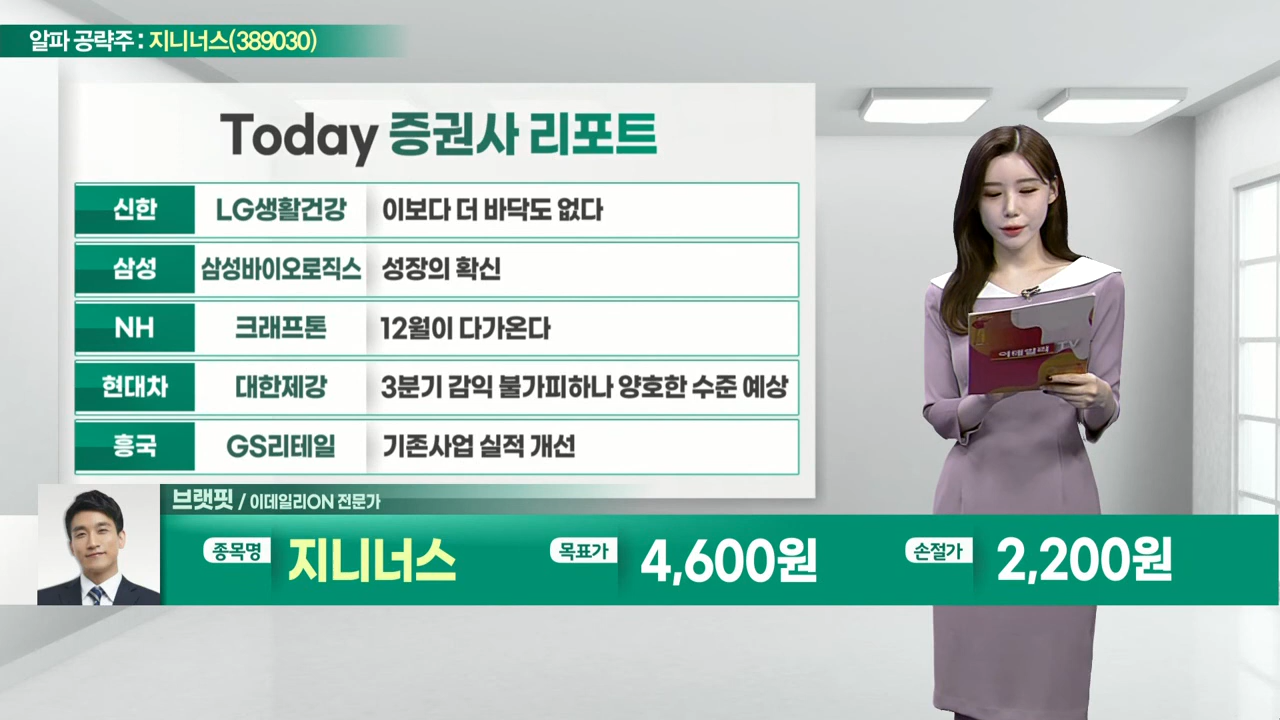 알파 공략주 : 지니너스(389030)
Today 증권사 리포트
신한 LG생활건강 이보다 더 바닥도 없다
삼성 삼성바이오로직스 성장의 확신
NH 크래프톤 12월이 다가온다
현대차 대한제강 3분기 감익 불가피하나 양호한 수준 예상
흥국 GS리테일 기존사업 실적 개선
이데일리 TV
브랫핏 / 이데일리ON 전문가
종목명 지니너스 목표가 4,600원 손절가 2,200원